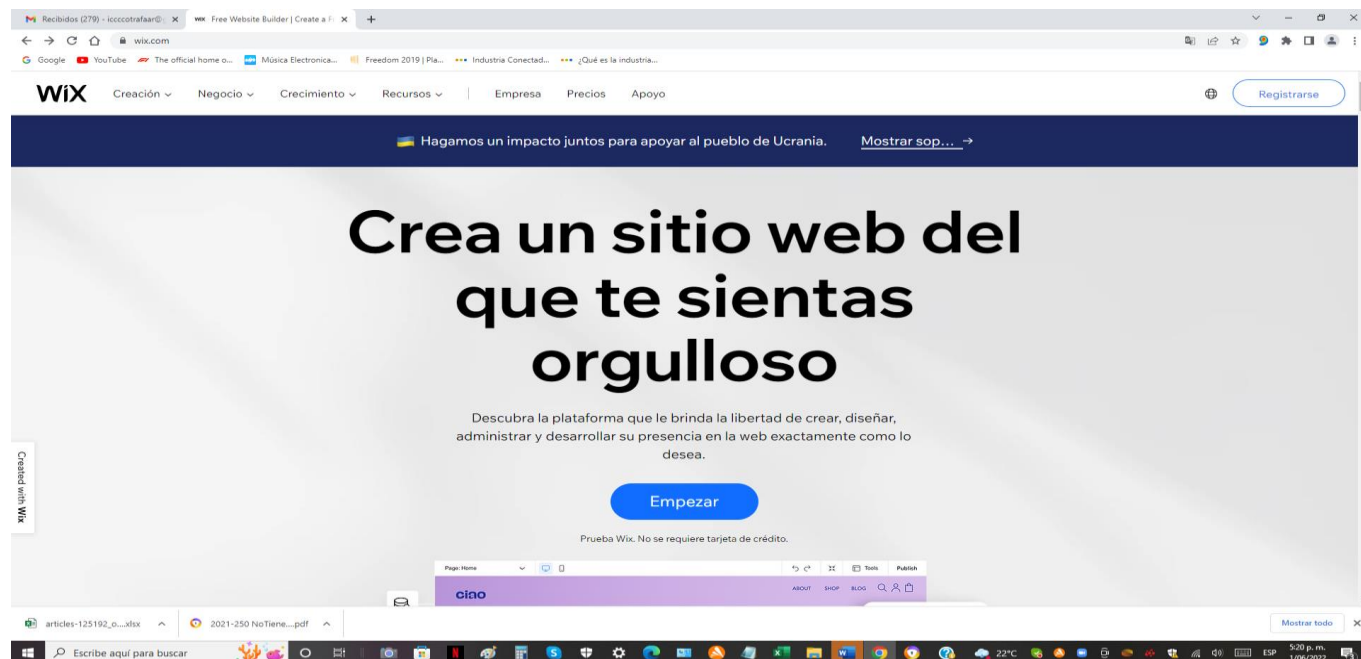 Recibidos (279) - iccccotrafaar@
WiX Free Website Builder | Create a F
wix.com
Google YouTube The official home o... Música Electronica... Freedom 2019 | Pla... Industria Conectad... ¿Qué es la industria...
WiX Creación Negocio Crecimiento Recursos Empresa Precios Apoyo Registrarse
Hagamos un impacto juntos para apoyar al pueblo de Ucrania. Mostrar sop... →
Crea un sitio web del
que te sientas
orgulloso
Descubra la plataforma que le brinda la libertad de crear, diseñar,
administrar y desarrollar su presencia en la web exactamente como lo
desea.
Created with Wix
Empezar
Prueba Wix. No se requiere tarjeta de crédito.
Page: Home Tools Publish
ciao ABOUT SHOP BLOG
articles-125192_o....xlsx 2021-250 NoTiene....pdf Mostrar todo
Escribe aquí para buscar 22°C ESP 5:20 p. m.
1/06/2022